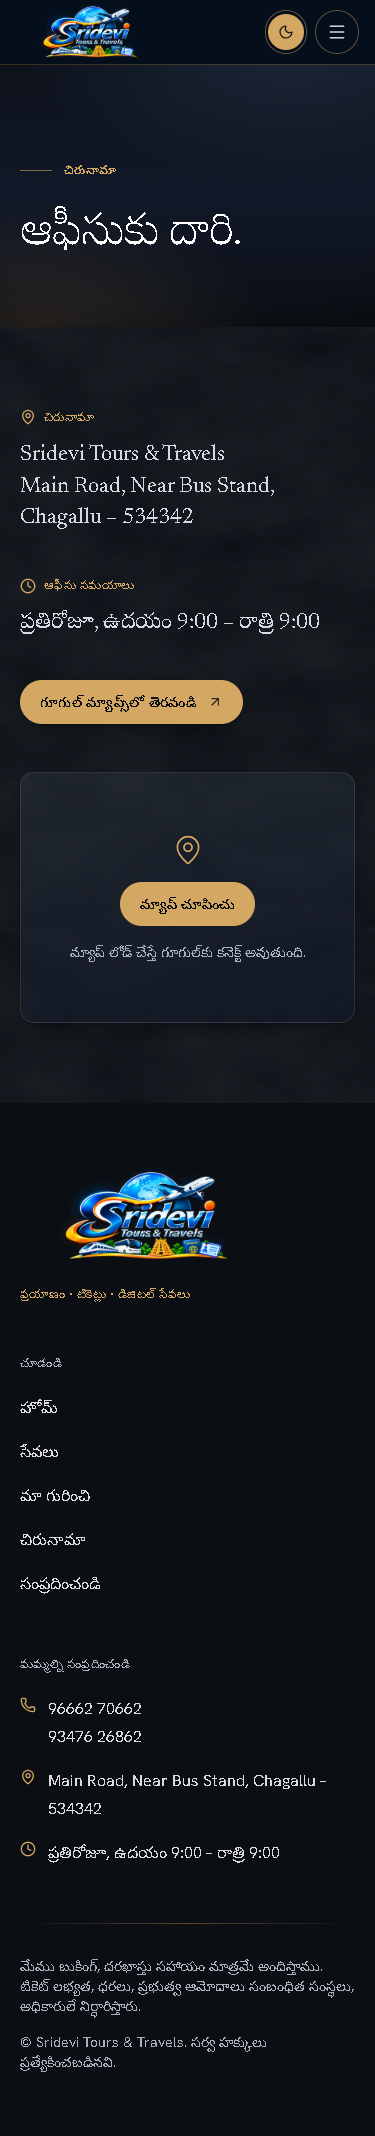 Sridevi
Tours & Travels
చిరునామా
ఆఫీసుకు దారి.
చిరునామా
Sridevi Tours & Travels
Main Road, Near Bus Stand,
Chagallu – 534342
ఆఫీసు సమయాలు
ప్రతిరోజూ, ఉదయం 9:00 – రాత్రి 9:00
గూగుల్ మ్యాప్స్‌లో తెరవండి
మ్యాప్ చూపించు
మ్యాప్ లోడ్ చేస్తే గూగుల్‌కు కనెక్ట్ అవుతుంది.
Sridevi
Tours & Travels
ప్రయాణం • టికెట్లు • డిజిటల్ సేవలు
చూడండి
హోమ్
సేవలు
మా గురించి
చిరునామా
సంప్రదించండి
మమ్మల్ని సంప్రదించండి
96662 70662
93476 26862
Main Road, Near Bus Stand, Chagallu –
534342
ప్రతిరోజూ, ఉదయం 9:00 – రాత్రి 9:00
మేము బుకింగ్, దరఖాస్తు సహాయం మాత్రమే అందిస్తాము.
టికెట్ లభ్యత, ధరలు, ప్రభుత్వ ఆమోదాలు సంబంధిత సంస్థలు,
అధికారులే నిర్ధారిస్తారు.
© Sridevi Tours & Travels. సర్వ హక్కులు
ప్రత్యేకించబడినవి.